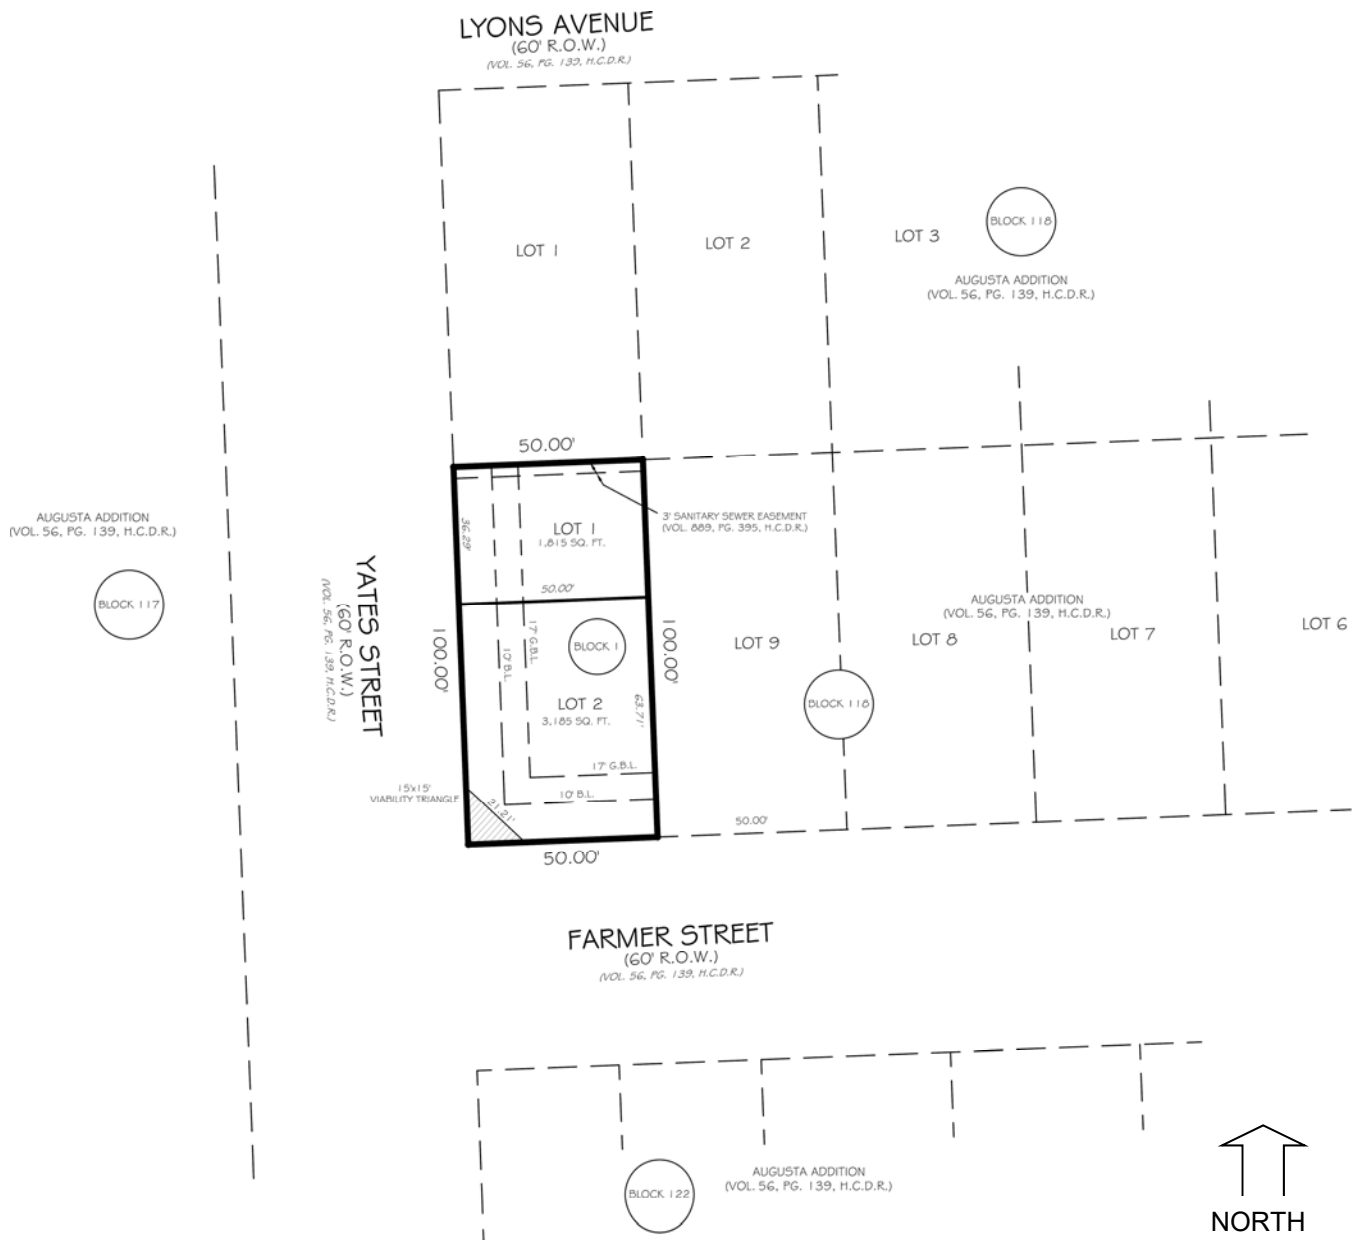 LYONS AVENUE
(60' R.O.W.)
(VOL. 56, PG. 139, H.C.D.R.)
LOT 1
LOT 2
LOT 3
BLOCK 118
AUGUSTA ADDITION
(VOL. 56, PG. 139, H.C.D.R.)
50.00'
AUGUSTA ADDITION
(VOL. 56, PG. 139, H.C.D.R.)
BLOCK 117
YATES STREET
(60' R.O.W.)
(VOL. 56, PG. 139, H.C.D.R.)
36.29'
LOT 1
1,815 SQ. FT.
3' SANITARY SEWER EASEMENT
(VOL. 889, PG. 395, H.C.D.R.)
50.00'
100.00'
10' B.L.
17' G.B.L.
BLOCK 1
100.00'
LOT 2
3,185 SQ. FT.
63.71'
17' G.B.L.
10' B.L.
15'x15'
VIABILITY TRIANGLE
21.21'
50.00'
LOT 9
AUGUSTA ADDITION
(VOL. 56, PG. 139, H.C.D.R.)
LOT 8
LOT 7
LOT 6
BLOCK 118
50.00'
FARMER STREET
(60' R.O.W.)
(VOL. 56, PG. 139, H.C.D.R.)
BLOCK 122
AUGUSTA ADDITION
(VOL. 56, PG. 139, H.C.D.R.)
NORTH